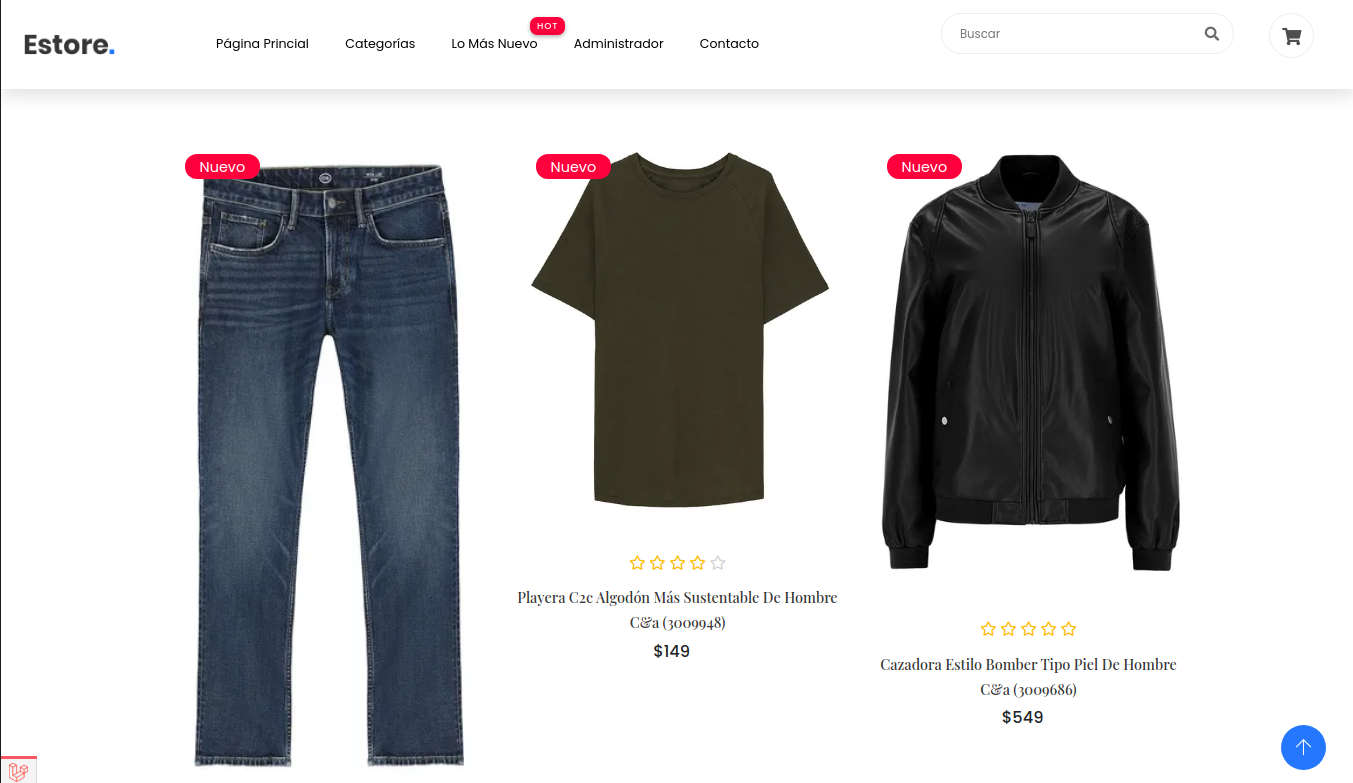 Estore.
Página Princial
Categorías
Lo Más Nuevo
HOT
Administrador
Contacto
Buscar
Nuevo
Nuevo
Nuevo
Playera C2c Algodón Más Sustentable De Hombre
C&a (3009948)
$149
Cazadora Estilo Bomber Tipo Piel De Hombre
C&a (3009686)
$549